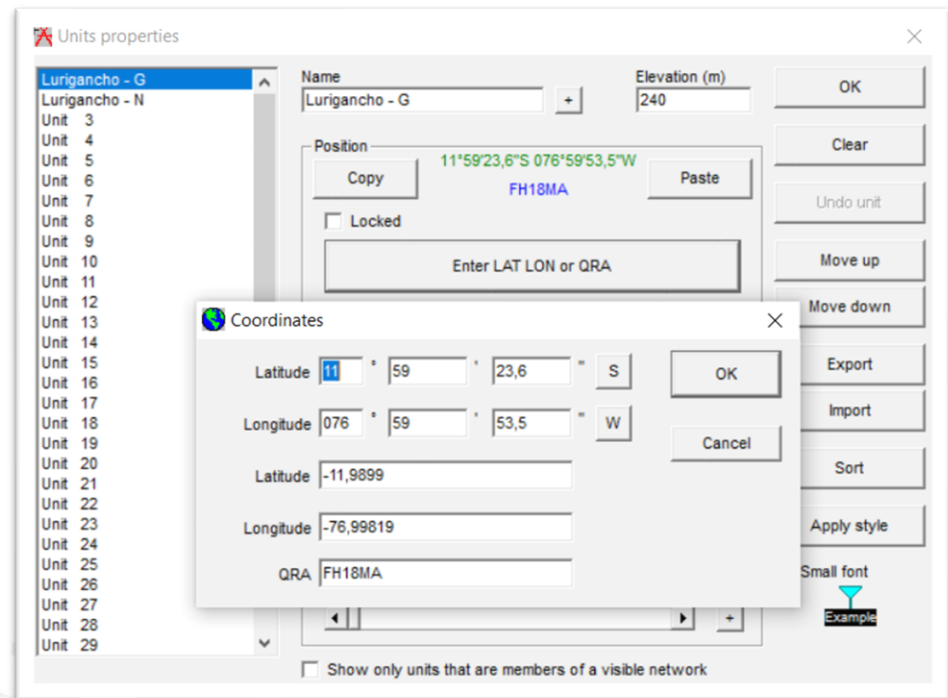 Units properties
Lurigancho - G
Lurigancho - N
Unit 3
Unit 4
Unit 5
Unit 6
Unit 7
Unit 8
Unit 9
Unit 10
Unit 11
Unit 12
Unit 13
Unit 14
Unit 15
Unit 16
Unit 17
Unit 18
Unit 19
Unit 20
Unit 21
Unit 22
Unit 23
Unit 24
Unit 25
Unit 26
Unit 27
Unit 28
Unit 29
Name
Lurigancho - G
+
Elevation (m)
240
Position
Copy
11°59'23,6"S 076°59'53,5"W
FH18MA
Paste
Locked
Enter LAT LON or QRA
OK
Clear
Undo unit
Move up
Move down
Export
Import
Sort
Apply style
Small font
Example
Coordinates
Latitude 11 ° 59 ' 23,6 " S
Longitude 076 ° 59 ' 53,5 " W
Latitude -11,9899
Longitude -76,99819
QRA FH18MA
OK
Cancel
+
Show only units that are members of a visible network